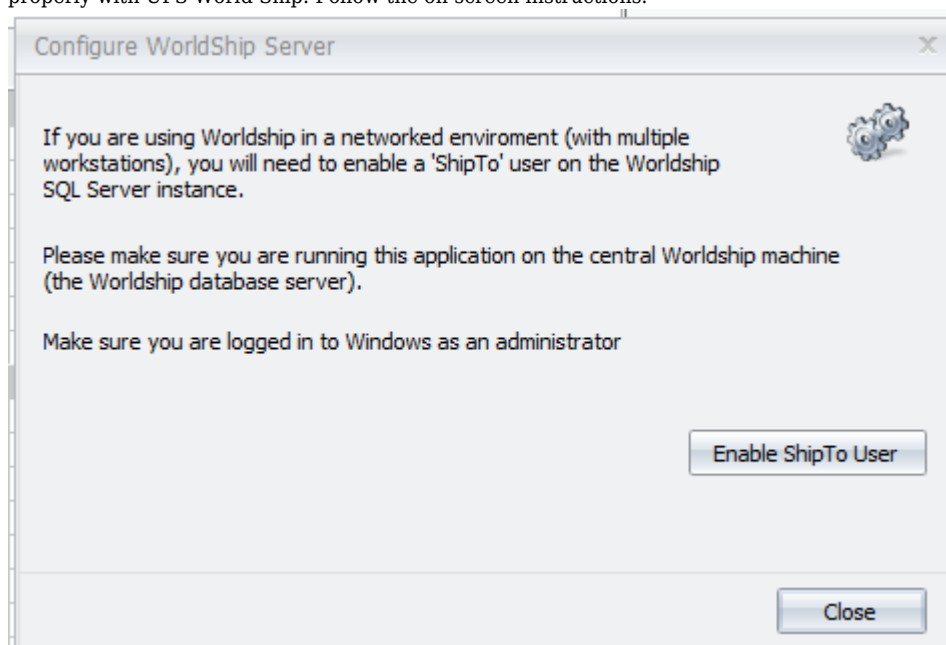 properly with UPS World Ship. Follow the on screen instructions.
Configure WorldShip Server
If you are using Worldship in a networked enviroment (with multiple
workstations), you will need to enable a 'ShipTo' user on the Worldship
SQL Server instance.
Please make sure you are running this application on the central Worldship machine
(the Worldship database server).
Make sure you are logged in to Windows as an administrator
Enable ShipTo User
Close